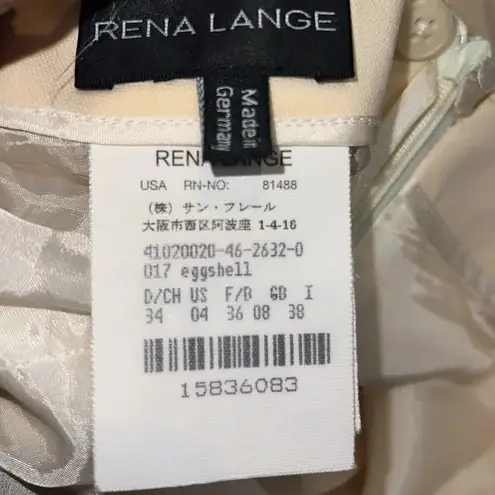 RENA LANGE
Made in
Germany
RENA LANGE
USA RN-NO: 81488
(株) サン・フレール
大阪市西区阿波座 1-4-16
41020020-46-2632-0
017 eggshell
D/CH US F/B GB I
34 04 36 08 38
15836083